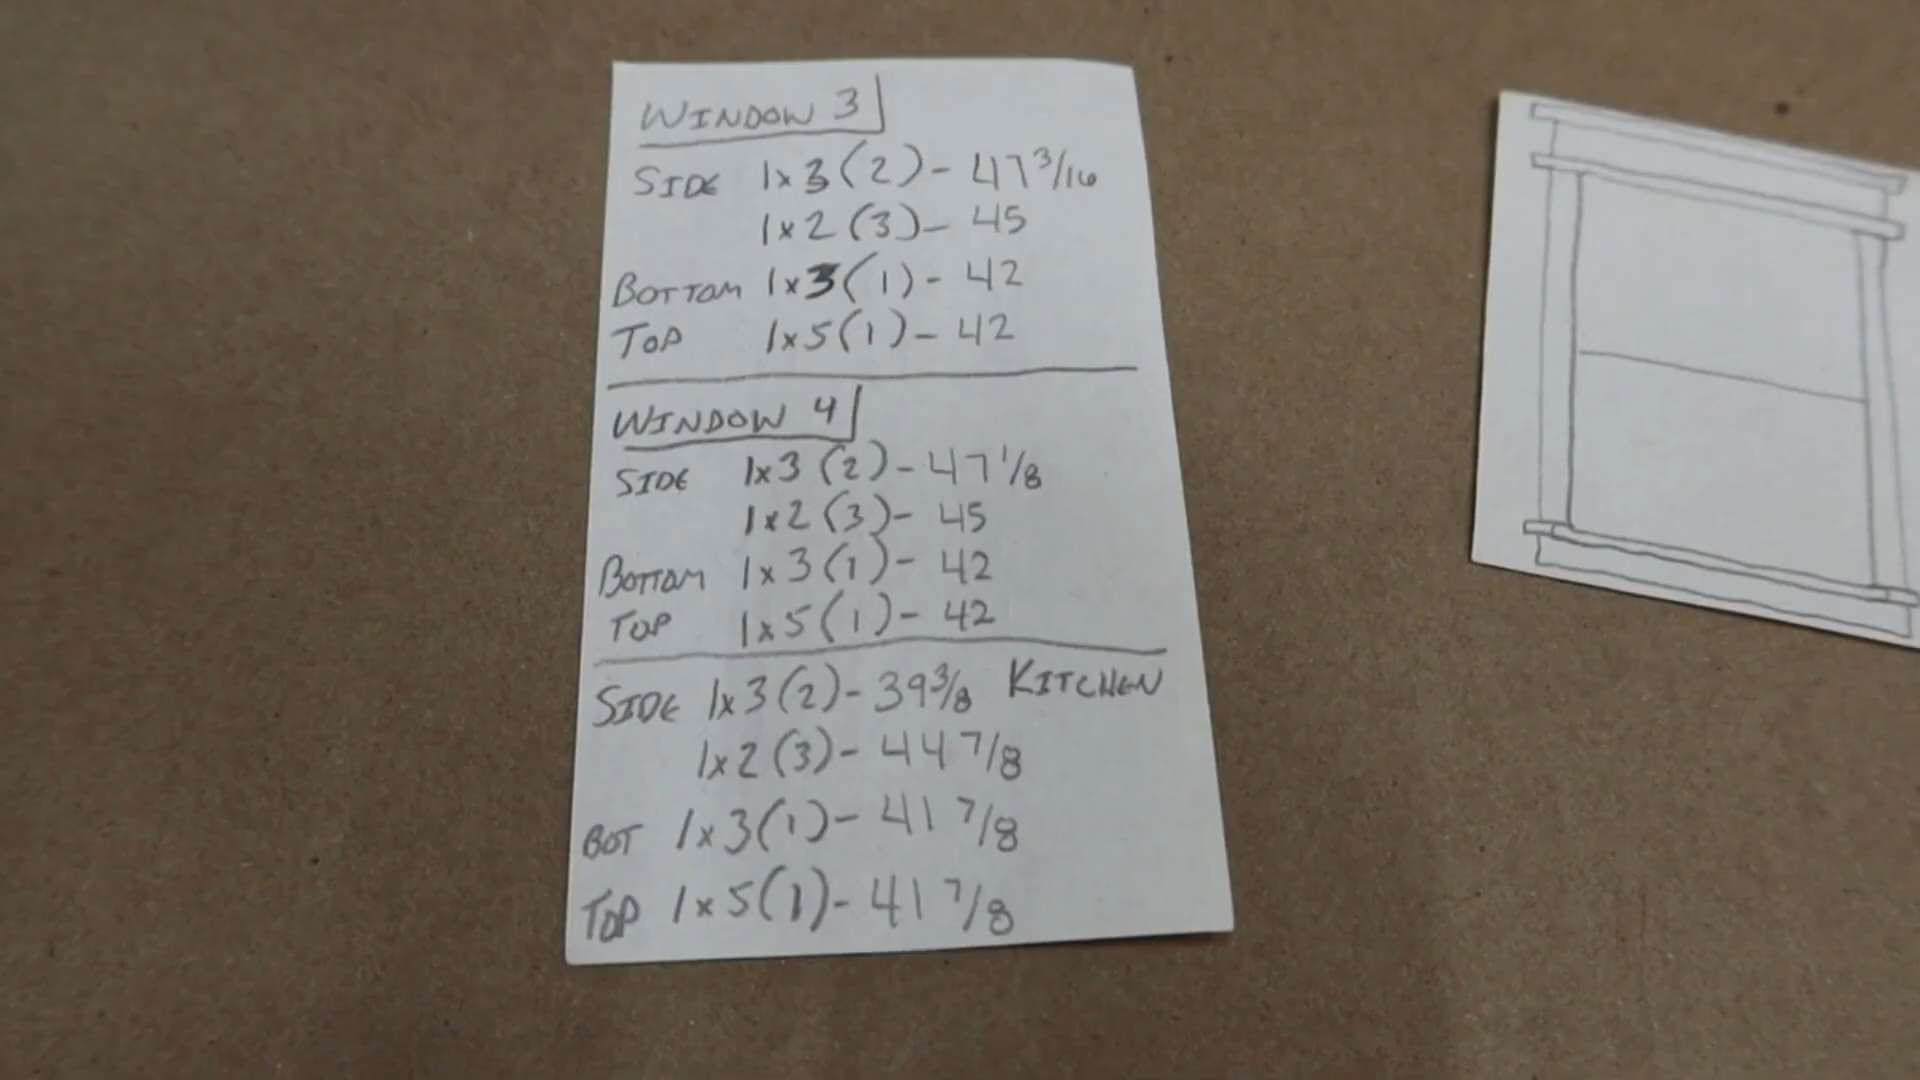 WINDOW 3
SIDE 1x3 (2) - 47 3/16
1x2 (3) - 45
BOTTOM 1x3 (1) - 42
TOP 1x5 (1) - 42
WINDOW 4
SIDE 1x3 (2) - 47 1/8
1x2 (3) - 45
BOTTOM 1x3 (1) - 42
TOP 1x5 (1) - 42
SIDE 1x3 (2) - 39 3/8 KITCHEN
1x2 (3) - 44 7/8
BOT 1x3 (1) - 41 7/8
TOP 1x5 (1) - 41 7/8